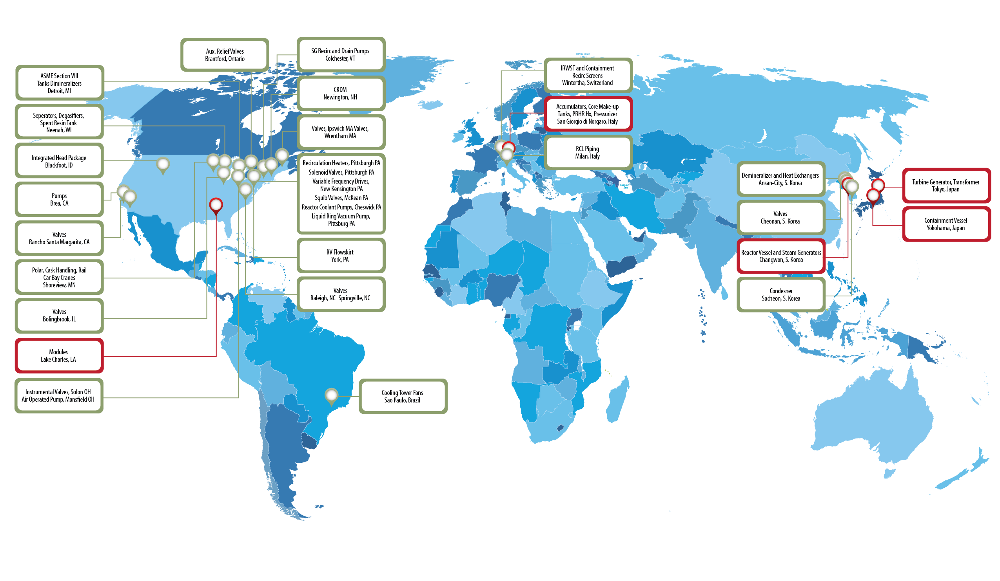 ASME Section VIII
Tanks Dimineralizers
Detroit, MI
Seperators, Degasifiers,
Spent Resin Tank
Neenah, WI
Integrated Head Package
Blackfoot, ID
Pumps
Brea, CA
Valves
Rancho Santa Margarita, CA
Polar, Cask Handling, Rail
Car Bay Cranes
Shoreview, MN
Valves
Bolingbrook, IL
Modules
Lake Charles, LA
Instrumental Valves, Solon OH
Air Operated Pump, Mansfield OH
Aux. Relief Valves
Brantford, Ontario
SG Recirc and Drain Pumps
Colchester, VT
CRDM
Newington, NH
Valves, Ipswich MA Valves,
Wrentham MA
Recirculation Heaters, Pittsburgh PA
Solenoid Valves, Pittsburgh PA
Variable Frequency Drives,
New Kensington PA
Squib Valves, McKean PA
Reactor Coolant Pumps, Cheswick PA
Liquid Ring Vacuum Pump,
Pittsburg PA
RV Flowskirt
York, PA
Valves
Raleigh, NC Springville, NC
Cooling Tower Fans
Sao Paulo, Brazil
FRANZ JOSEF
LAND
IRWST and Containment
Recirc Screens
Wintertha, Switzerland
Accumulators, Core Make-up
Tanks, PRHR Hx, Pressurizer
San Giorgio di Norgaro, Italy
RCL Piping
Milan, Italy
Caspian
Sea
Demineralizer and Heat Exchangers
Ansan-City, S. Korea
Valves
Cheonan, S. Korea
Reactor Vessel and Steam Generators
Changwon, S. Korea
Condesner
Sacheon, S. Korea
Turbine Generator, Transformer
Tokyo, Japan
Containment Vessel
Yokohama, Japan